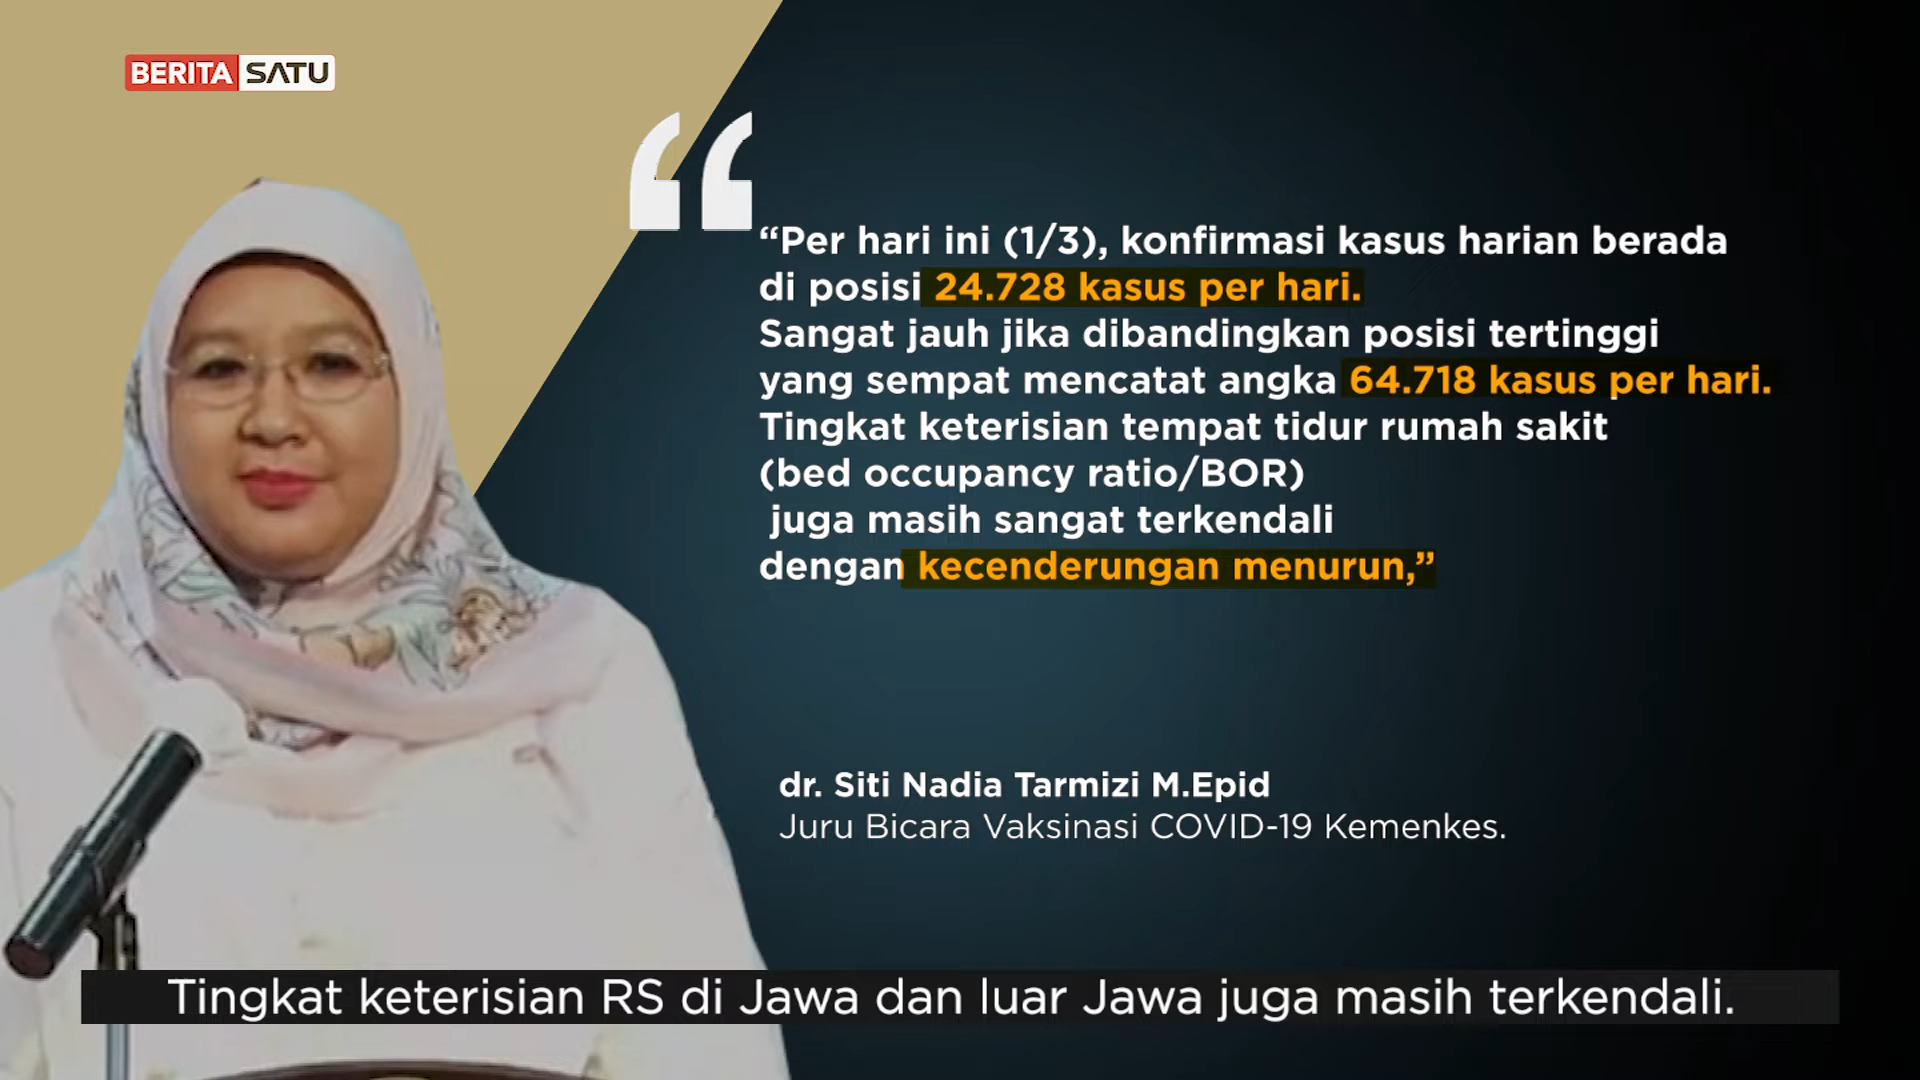 BERITA SATU
“Per hari ini (1/3), konfirmasi kasus harian berada
di posisi 24.728 kasus per hari.
Sangat jauh jika dibandingkan posisi tertinggi
yang sempat mencatat angka 64.718 kasus per hari.
Tingkat keterisian tempat tidur rumah sakit
(bed occupancy ratio/BOR)
juga masih sangat terkendali
dengan kecenderungan menurun,”
dr. Siti Nadia Tarmizi M.Epid
Juru Bicara Vaksinasi COVID-19 Kemenkes.
Tingkat keterisian RS di Jawa dan luar Jawa juga masih terkendali.